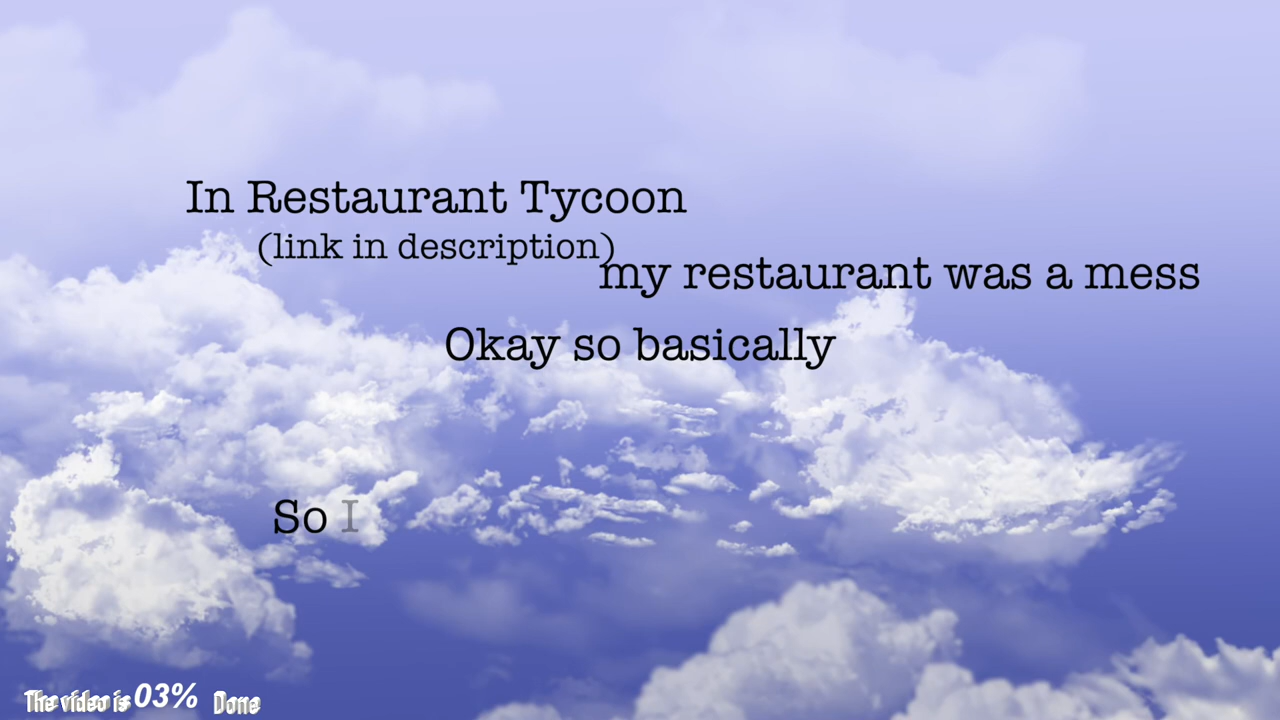 In Restaurant Tycoon
(link in description)
my restaurant was a mess
Okay so basically
So I
The video is 03% Done